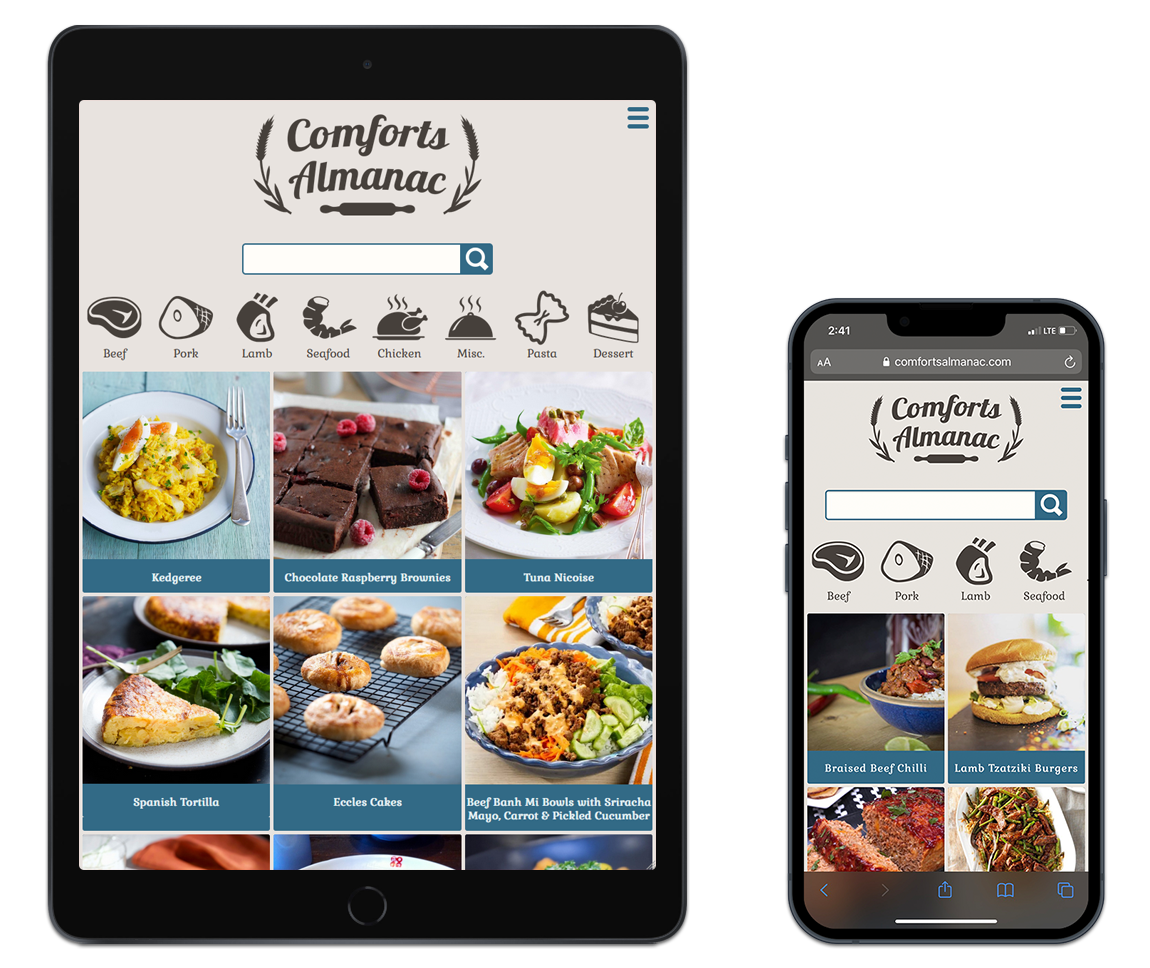 Comforts
Almanac
Beef
Pork
Lamb
Seafood
Chicken
Misc.
Pasta
Dessert
Kedgeree
Chocolate Raspberry Brownies
Tuna Nicoise
Spanish Tortilla
Eccles Cakes
Beef Banh Mi Bowls with Sriracha
Mayo, Carrot & Pickled Cucumber
2:41
LTE
AA
comfortsalmanac.com
Comforts
Almanac
Beef
Pork
Lamb
Seafood
Braised Beef Chilli
Lamb Tzatziki Burgers